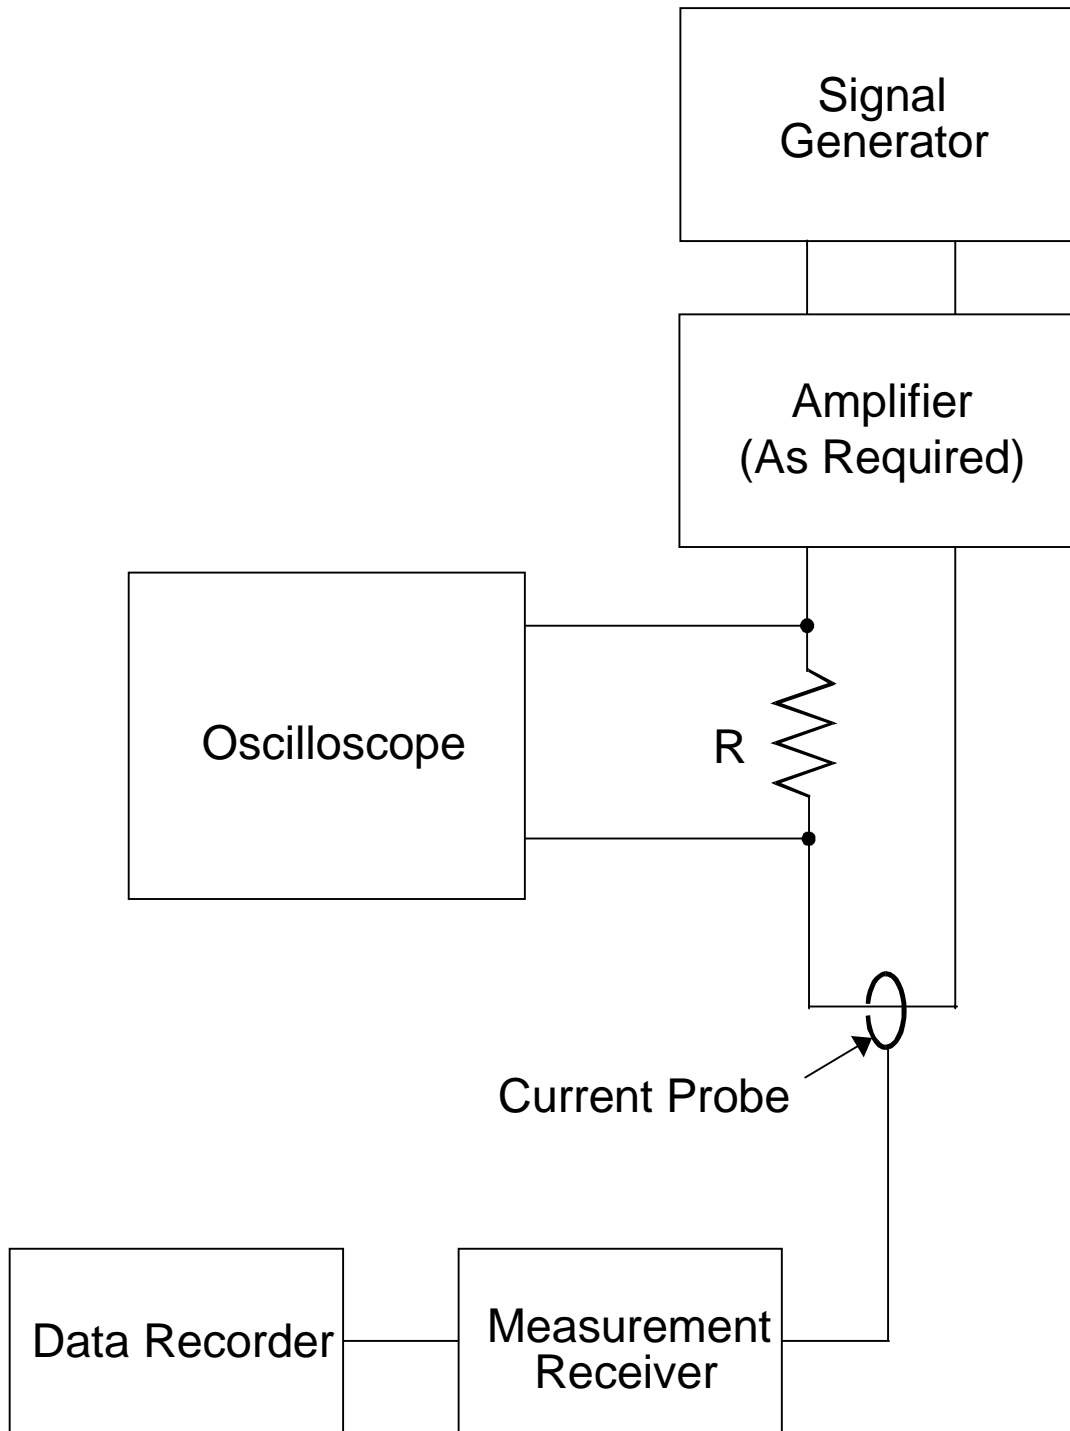 Signal
Generator
Amplifier
(As Required)
Oscilloscope
R
Current Probe
Data Recorder
Measurement
Receiver